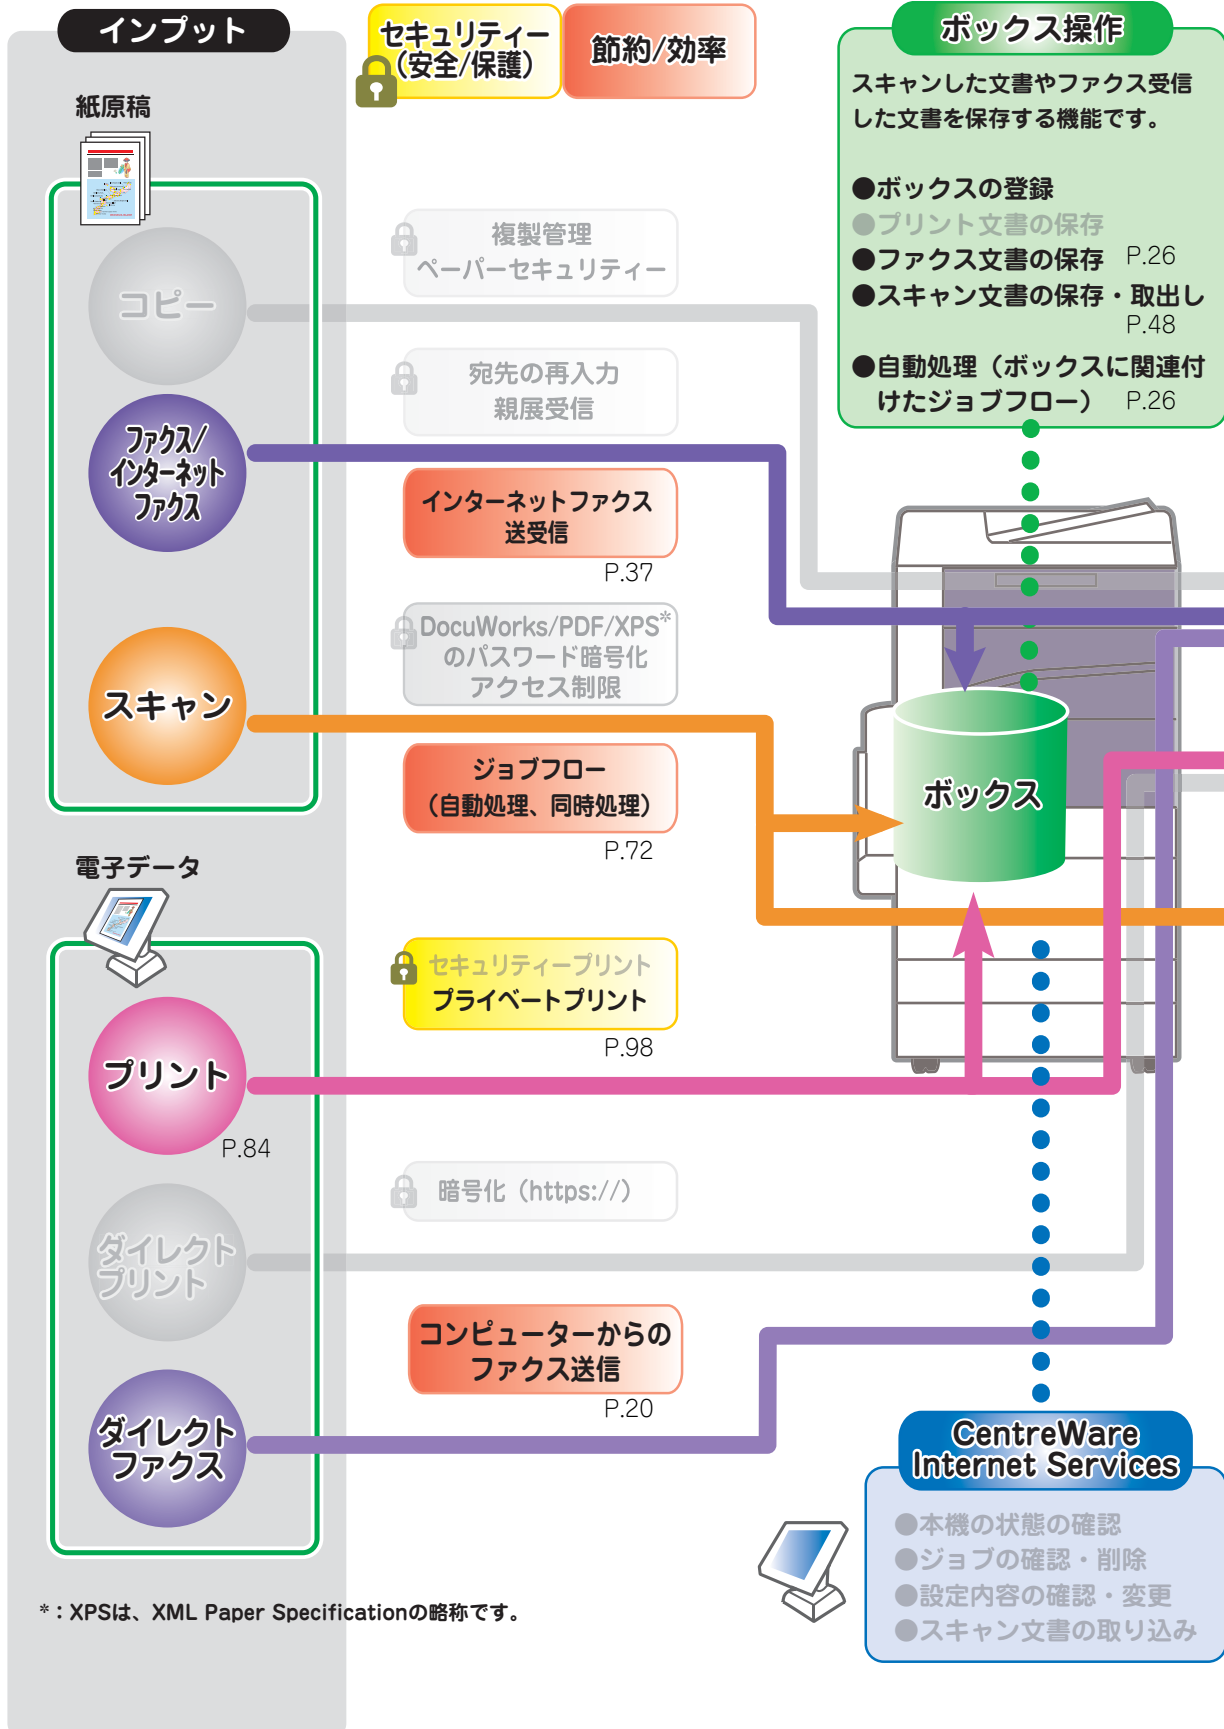 インプット
セキュリティー
(安全/保護)
節約/効率
ボックス操作
スキャンした文書やファクス受信
した文書を保存する機能です。
●ボックスの登録
●プリント文書の保存
●ファクス文書の保存 P.26
●スキャン文書の保存・取出し
P.48
●自動処理（ボックスに関連付
けたジョブフロー） P.26
紙原稿
コピー
複製管理
ペーパーセキュリティー
宛先の再入力
親展受信
ファクス/
インターネット
ファクス
インターネットファクス
送受信
P.37
DocuWorks/PDF/XPS*
のパスワード暗号化
アクセス制限
スキャン
ジョブフロー
（自動処理、同時処理）
P.72
ボックス
電子データ
セキュリティープリント
プライベートプリント
P.98
プリント
P.84
暗号化（https://）
ダイレクト
プリント
コンピューターからの
ファクス送信
P.20
ダイレクト
ファクス
CentreWare
Internet Services
●本機の状態の確認
●ジョブの確認・削除
●設定内容の確認・変更
●スキャン文書の取り込み
*：XPSは、XML Paper Specificationの略称です。